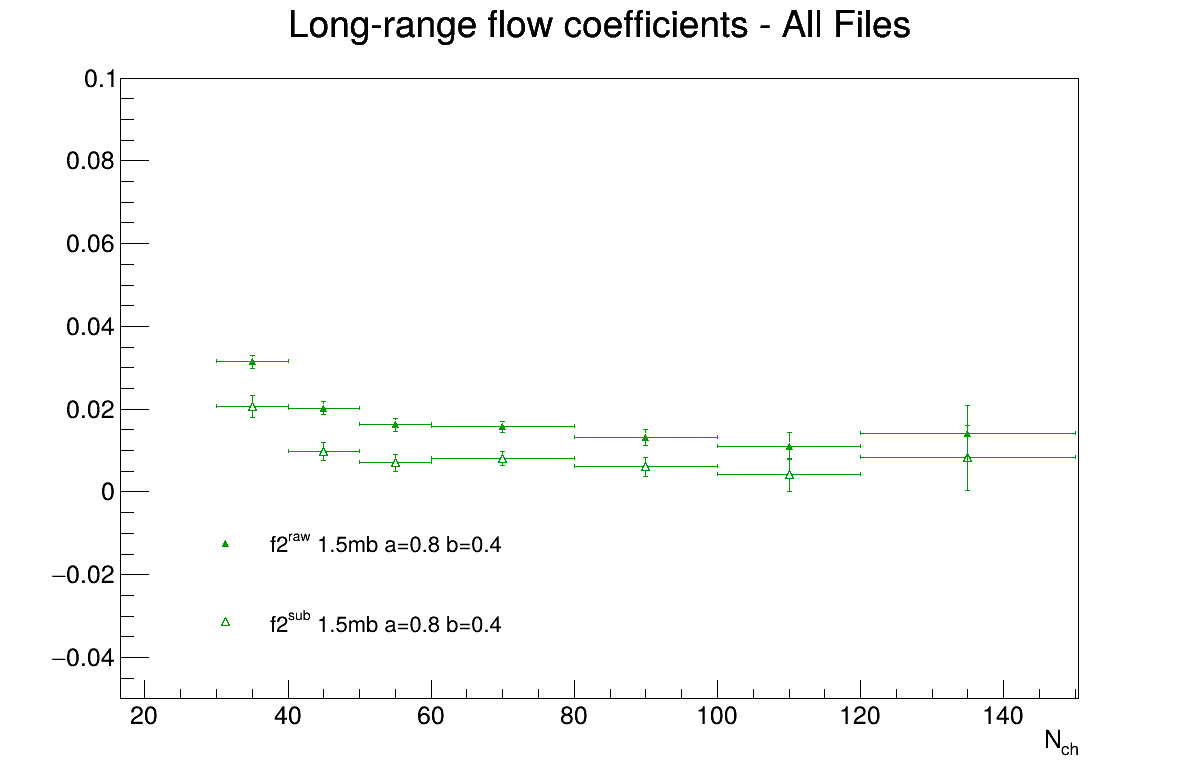 Long-range flow coefficients - All Files
0.1
0.08
0.06
0.04
0.02
0
−0.02
−0.04
f2raw 1.5mb a=0.8 b=0.4
f2sub 1.5mb a=0.8 b=0.4
20 40 60 80 100 120 140
Nch